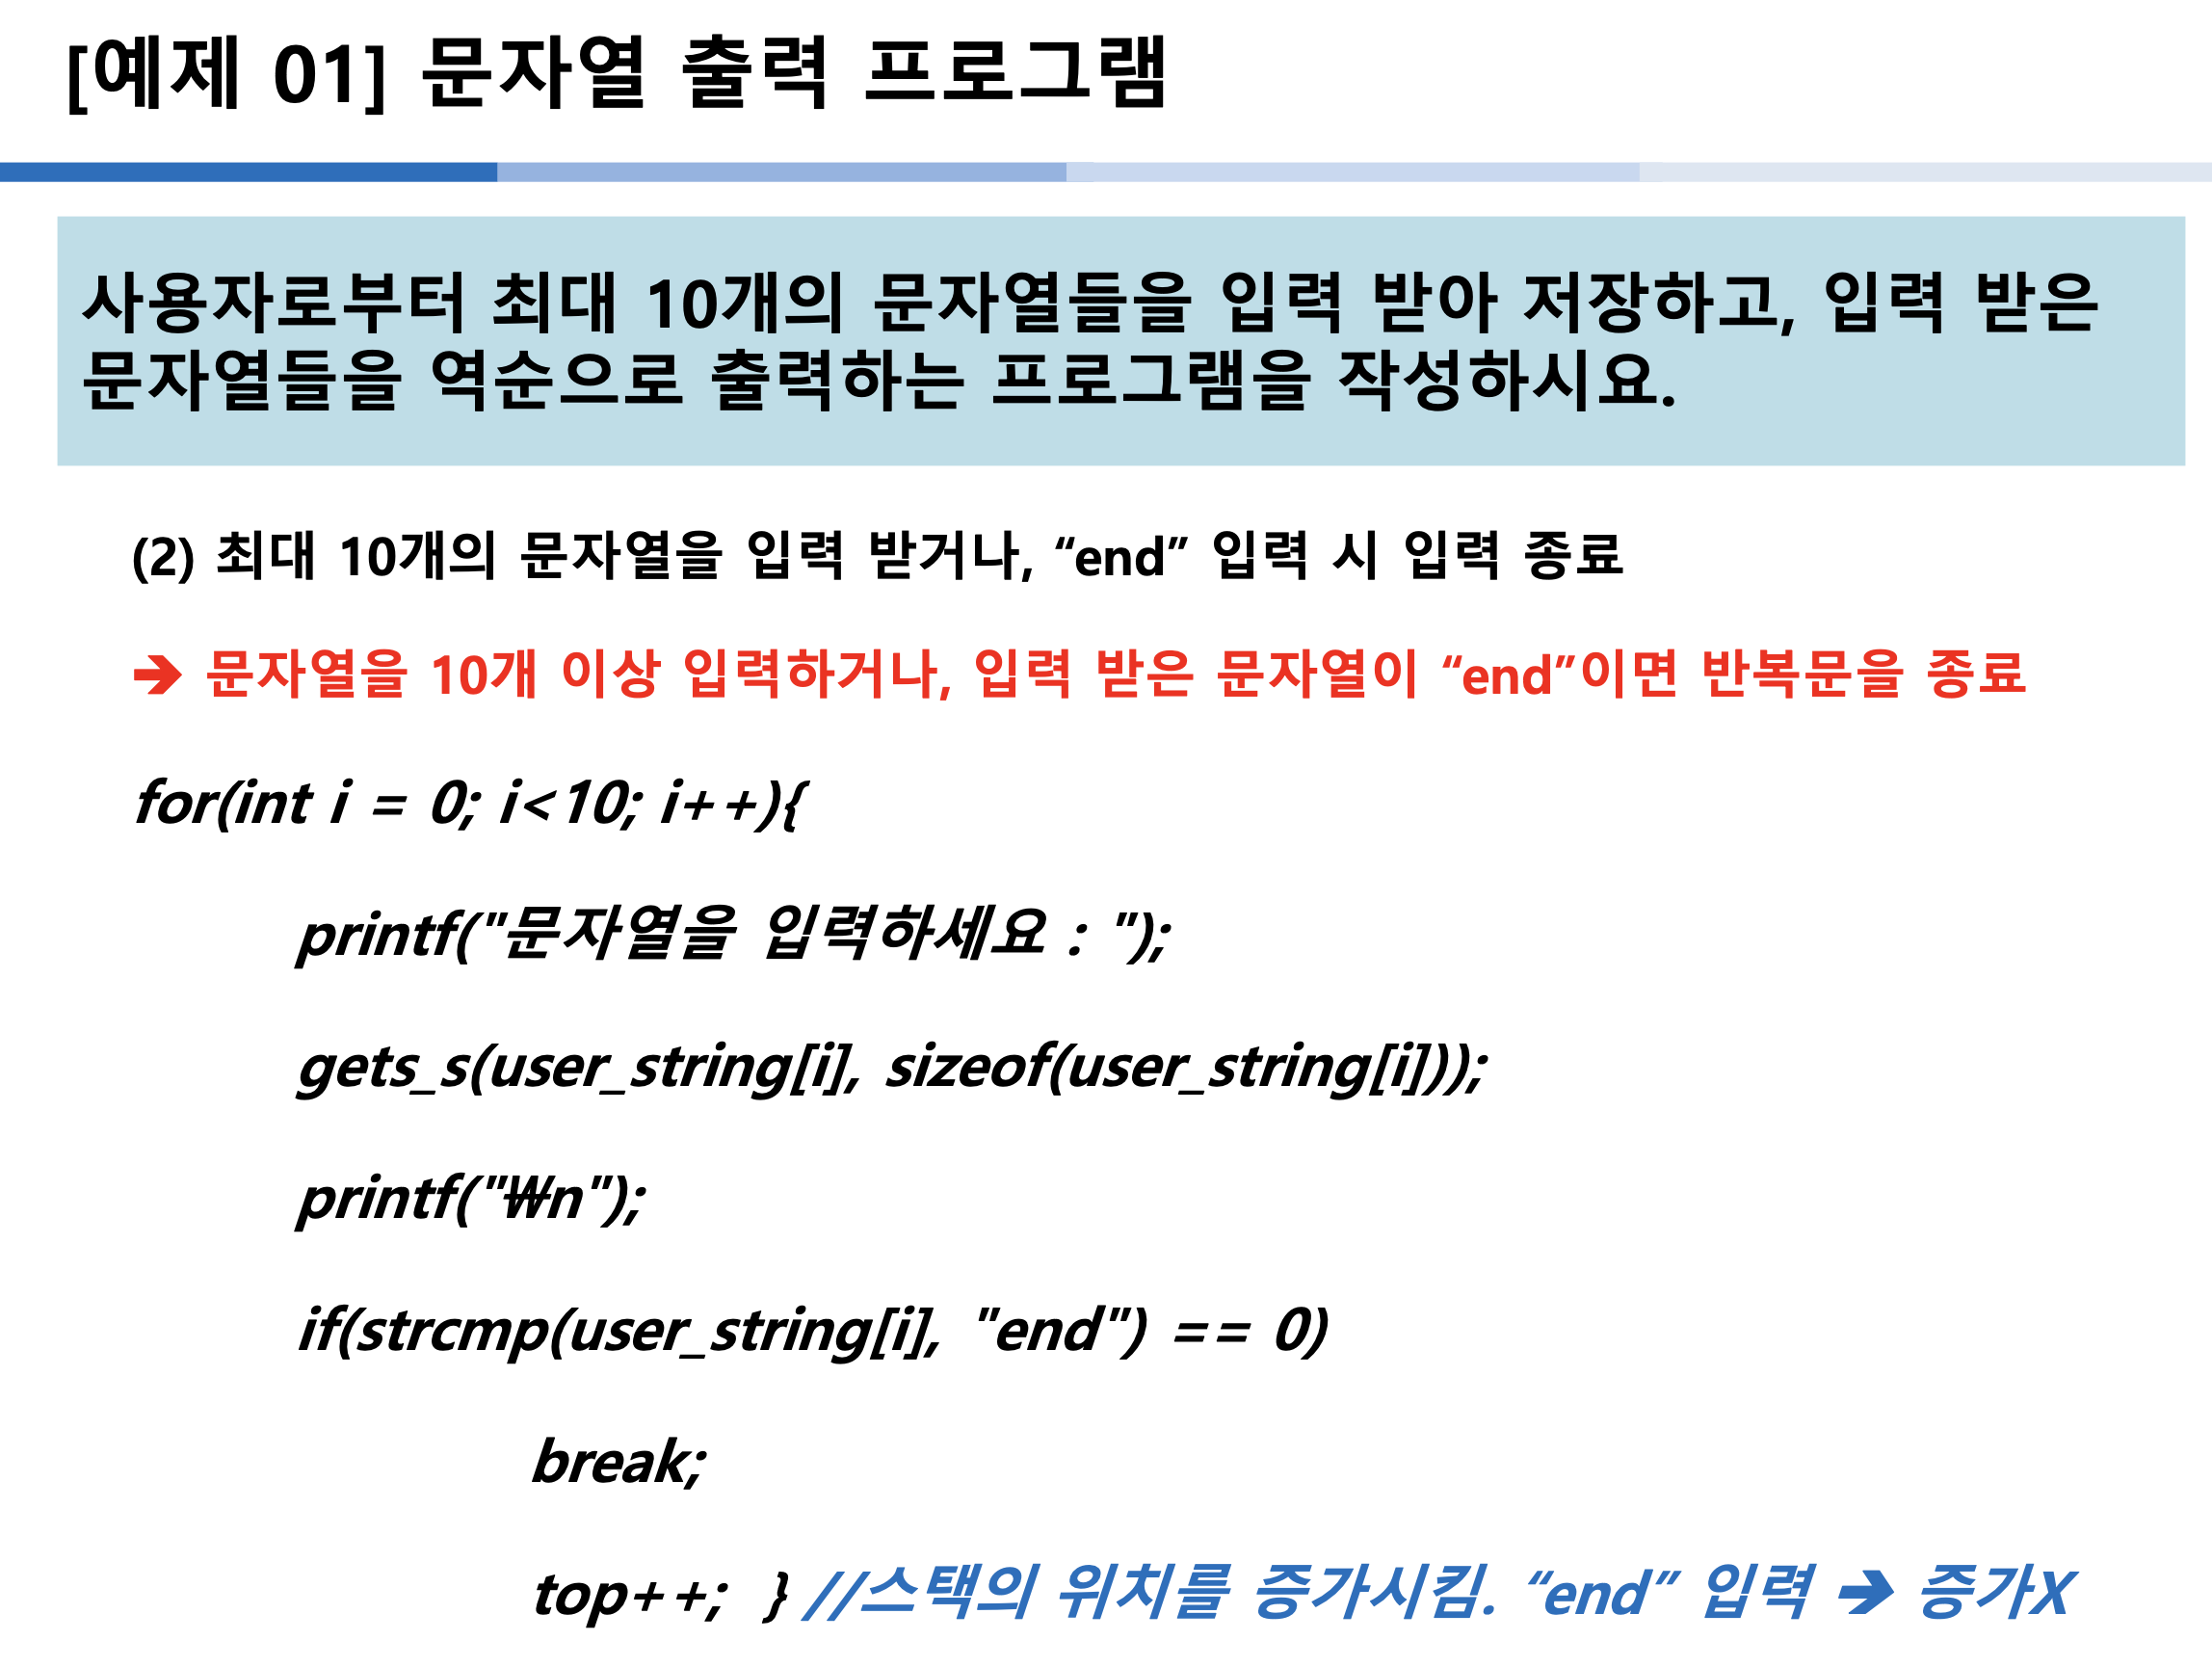 [예제 01] 문자열 출력 프로그램
사용자로부터 최대 10개의 문자열들을 입력 받아 저장하고, 입력 받은
문자열들을 역순으로 출력하는 프로그램을 작성하시요.
(2) 최대 10개의 문자열을 입력 받거나, “end” 입력 시 입력 종료
➔ 문자열을 10개 이상 입력하거나, 입력 받은 문자열이 “end”이면 반복문을 종료
for(int i = 0; i<10; i++){
printf("문자열을 입력하세요 : ");
gets_s(user_string[i], sizeof(user_string[i]));
printf("₩n");
if(strcmp(user_string[i], "end") == 0)
break;
top++; } //스택의 위치를 증가시킴. “end” 입력 ➔ 증가X